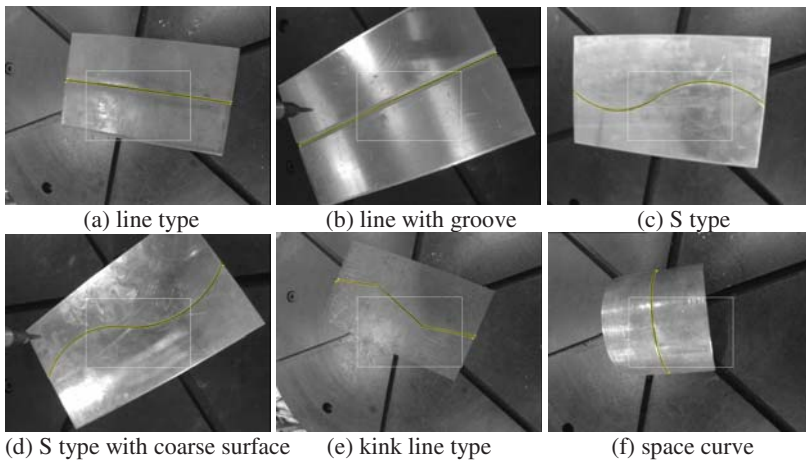 (a) line type
(b) line with groove
(c) S type
(d) S type with coarse surface
(e) kink line type
(f) space curve